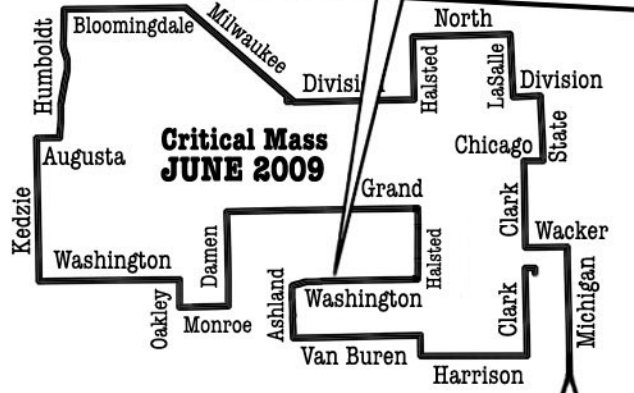 North
Bloomingdale
Milwaukee
Humboldt
Division
Halsted
LaSalle
Division
State
Critical Mass
JUNE 2009
Chicago
Augusta
Grand
Clark
Kedzie
Damen
Wacker
Washington
Halsted
Oakley
Monroe
Ashland
Washington
Clark
Michigan
Van Buren
Harrison